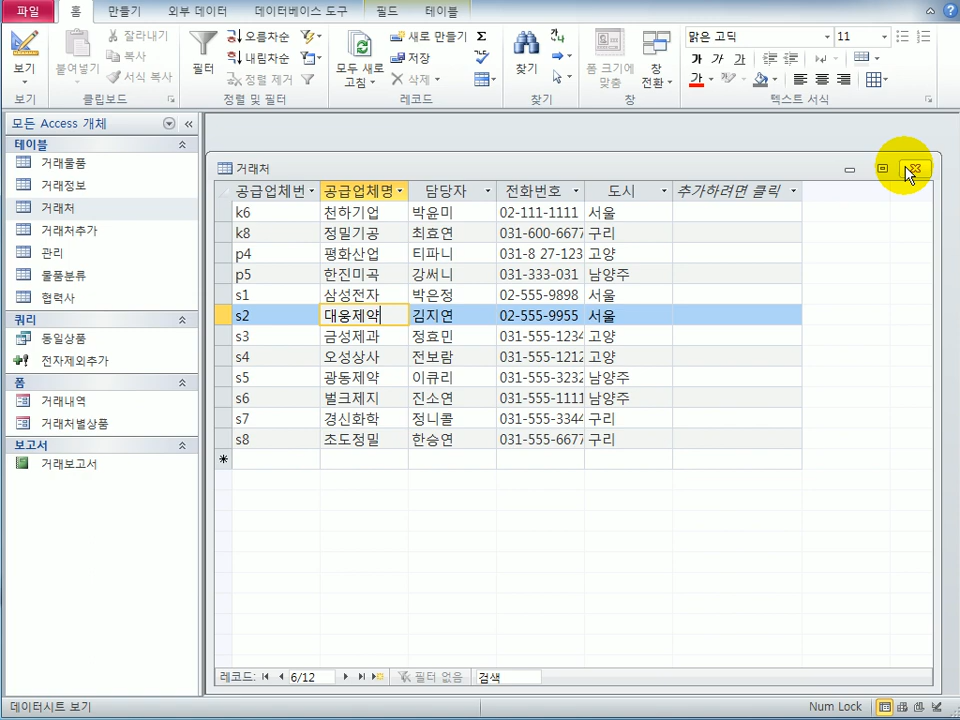 파일 홈 만들기 외부 데이터 데이터베이스 도구 필드 테이블
보기 붙여넣기 잘라내기 복사 서식 복사 필터 오름차순 내림차순 정렬 제거 모두 새로 고침 새로 만들기 저장 삭제 찾기 폼 크기에 맞춤 창 전환 맑은 고딕 11
보기 클립보드 정렬 및 필터 레코드 찾기 창 텍스트 서식
모든 Access 개체
테이블
거래물품
거래정보
거래처
거래처추가
관리
물품분류
협력사
쿼리
동일상품
전자제외추가
폼
거래내역
거래처별상품
보고서
거래보고서
거래처
공급업체번 공급업체명 담당자 전화번호 도시 추가하려면 클릭
k6 천하기업 박윤미 02-111-1111 서울
k8 정밀기공 최효연 031-600-6677 구리
p4 평화산업 티파니 031-8 27-123 고양
p5 한진미곡 강써니 031-333-031 남양주
s1 삼성전자 박은정 02-555-9898 서울
s2 대웅제약 김지연 02-555-9955 서울
s3 금성제과 정효민 031-555-1234 고양
s4 오성상사 전보람 031-555-1212 고양
s5 광동제약 이큐리 031-555-3232 남양주
s6 벌크제지 진소연 031-555-1111 남양주
s7 경신화학 정니콜 031-555-3344 구리
s8 초도정밀 한승연 031-555-6677 구리
레코드: 6/12 필터 없음 검색
데이터시트 보기 Num Lock